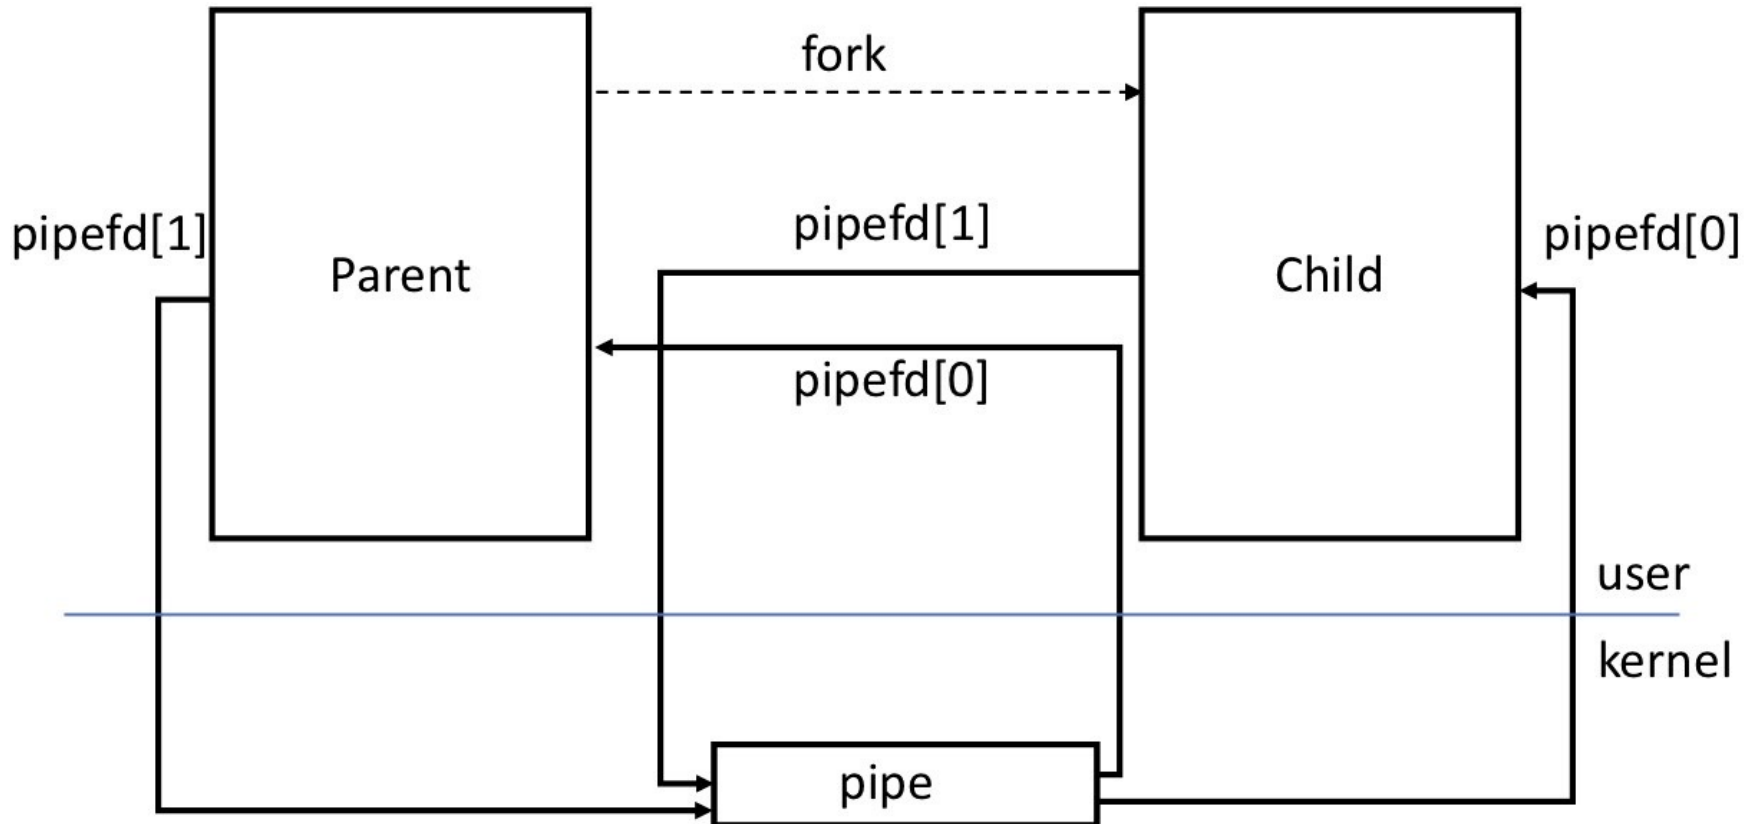 fork
pipefd[1]
pipefd[1]
pipefd[0]
Parent
Child
pipefd[0]
user
kernel
pipe